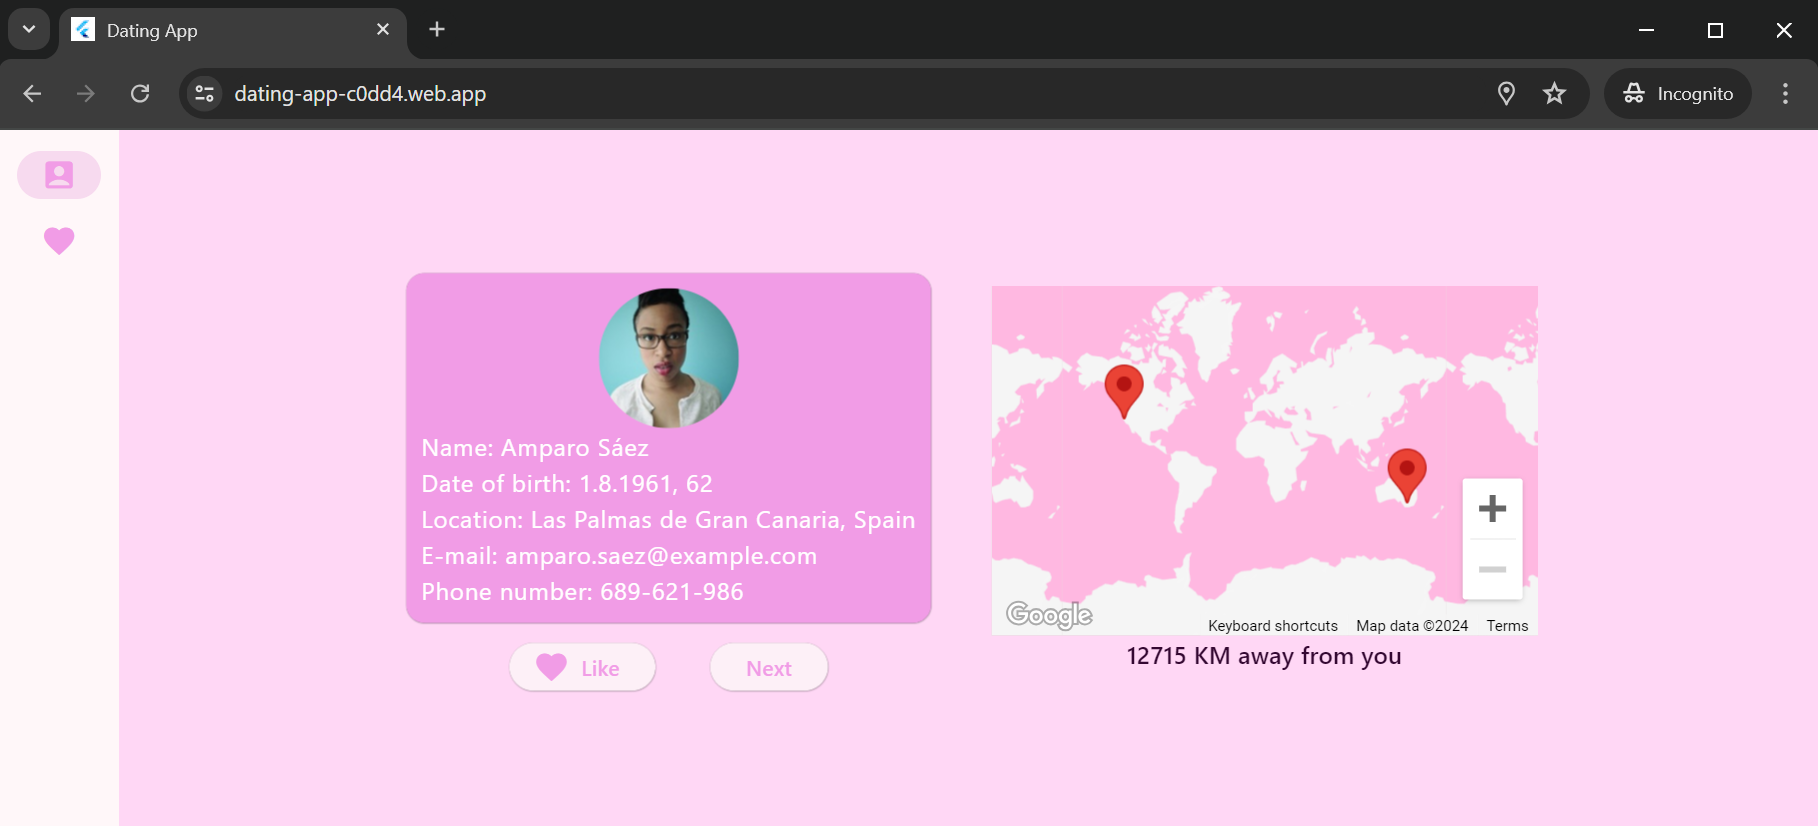 Dating App
dating-app-c0dd4.web.app
Incognito
Name: Amparo Sáez
Date of birth: 1.8.1961, 62
Location: Las Palmas de Gran Canaria, Spain
E-mail: amparo.saez@example.com
Phone number: 689-621-986
Like
Next
Google
Keyboard shortcuts
Map data ©2024
Terms
12715 KM away from you